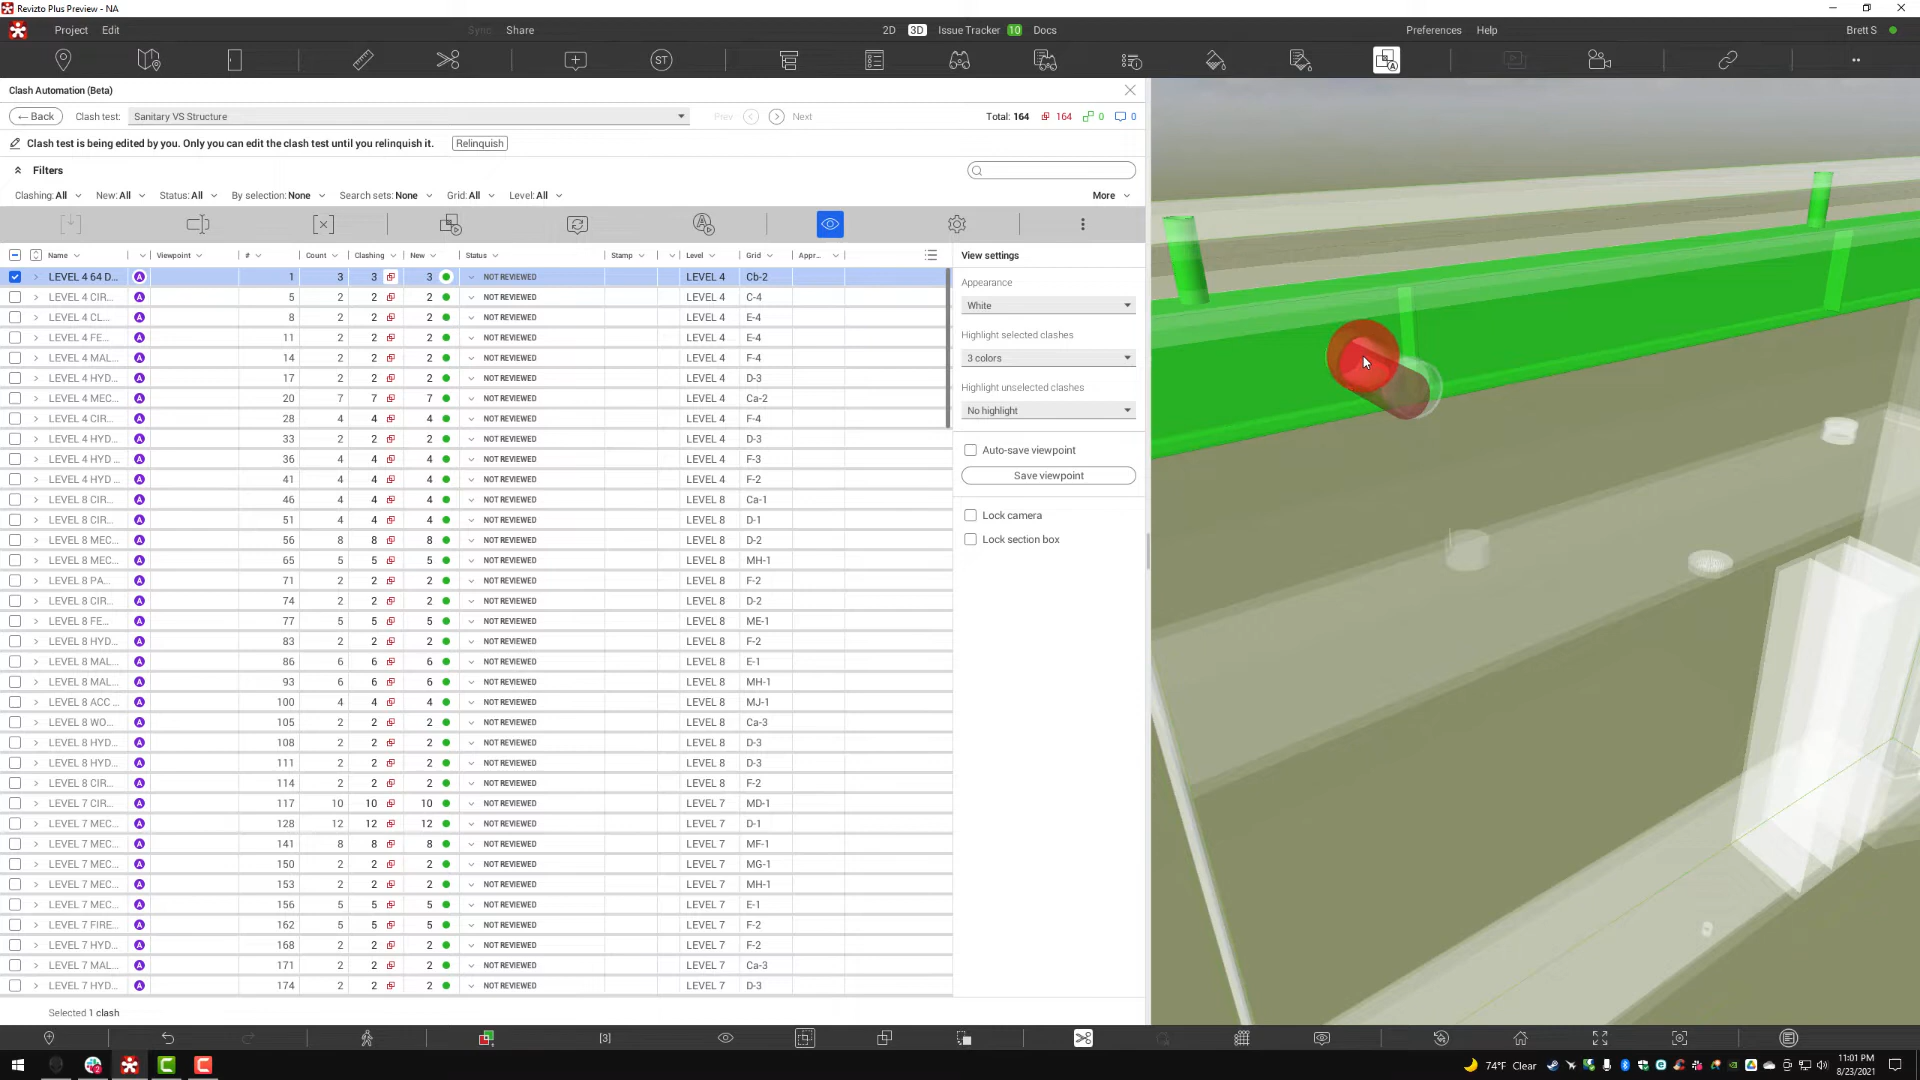 Revizto Plus Preview - NA
Project Edit Sync Share 2D 3D Issue Tracker 10 Docs Preferences Help Brett S
ST
Clash Automation (Beta)
← Back Clash test: Sanitary VS Structure Prev Next Total: 164 164 0 0
Clash test is being edited by you. Only you can edit the clash test until you relinquish it. Relinquish
Filters
Clashing: All New: All Status: All By selection: None Search sets: None Grid: All Level: All More
Name Viewpoint # Count Clashing New Status Stamp Level Grid Appr... View settings
LEVEL 4 64 D... A 1 3 3 3 NOT REVIEWED LEVEL 4 Cb-2
LEVEL 4 CIR... A 5 2 2 2 NOT REVIEWED LEVEL 4 C-4
LEVEL 4 CL... A 8 2 2 2 NOT REVIEWED LEVEL 4 E-4
LEVEL 4 FE... A 11 2 2 2 NOT REVIEWED LEVEL 4 E-4
LEVEL 4 MAL... A 14 2 2 2 NOT REVIEWED LEVEL 4 F-4
LEVEL 4 HYD... A 17 2 2 2 NOT REVIEWED LEVEL 4 D-3
LEVEL 4 MEC... A 20 7 7 7 NOT REVIEWED LEVEL 4 Ca-2
LEVEL 4 CIR... A 28 4 4 4 NOT REVIEWED LEVEL 4 F-4
LEVEL 4 HYD... A 33 2 2 2 NOT REVIEWED LEVEL 4 D-3
LEVEL 4 HYD ... A 36 4 4 4 NOT REVIEWED LEVEL 4 F-3
LEVEL 4 HYD ... A 41 4 4 4 NOT REVIEWED LEVEL 4 F-2
LEVEL 8 CIR... A 46 4 4 4 NOT REVIEWED LEVEL 8 Ca-1
LEVEL 8 CIR... A 51 4 4 4 NOT REVIEWED LEVEL 8 D-1
LEVEL 8 MEC... A 56 8 8 8 NOT REVIEWED LEVEL 8 D-2
LEVEL 8 MEC... A 65 5 5 5 NOT REVIEWED LEVEL 8 MH-1
LEVEL 8 PA... A 71 2 2 2 NOT REVIEWED LEVEL 8 F-2
LEVEL 8 CIR... A 74 2 2 2 NOT REVIEWED LEVEL 8 D-2
LEVEL 8 FE... A 77 5 5 5 NOT REVIEWED LEVEL 8 ME-1
LEVEL 8 HYD... A 83 2 2 2 NOT REVIEWED LEVEL 8 F-2
LEVEL 8 MAL... A 86 6 6 6 NOT REVIEWED LEVEL 8 E-1
LEVEL 8 MAL... A 93 6 6 6 NOT REVIEWED LEVEL 8 MH-1
LEVEL 8 ACC ... A 100 4 4 4 NOT REVIEWED LEVEL 8 MJ-1
LEVEL 8 WO... A 105 2 2 2 NOT REVIEWED LEVEL 8 Ca-3
LEVEL 8 HYD... A 108 2 2 2 NOT REVIEWED LEVEL 8 D-3
LEVEL 8 HYD... A 111 2 2 2 NOT REVIEWED LEVEL 8 D-3
LEVEL 8 CIR... A 114 2 2 2 NOT REVIEWED LEVEL 8 F-2
LEVEL 7 CIR... A 117 10 10 10 NOT REVIEWED LEVEL 7 MD-1
LEVEL 7 MEC... A 128 12 12 12 NOT REVIEWED LEVEL 7 D-1
LEVEL 7 MEC... A 141 8 8 8 NOT REVIEWED LEVEL 7 MF-1
LEVEL 7 MEC... A 150 2 2 2 NOT REVIEWED LEVEL 7 MG-1
LEVEL 7 MEC... A 153 2 2 2 NOT REVIEWED LEVEL 7 MH-1
LEVEL 7 MEC... A 156 5 5 5 NOT REVIEWED LEVEL 7 E-1
LEVEL 7 FIRE... A 162 5 5 5 NOT REVIEWED LEVEL 7 F-2
LEVEL 7 HYD... A 168 2 2 2 NOT REVIEWED LEVEL 7 F-2
LEVEL 7 MAL... A 171 2 2 2 NOT REVIEWED LEVEL 7 Ca-3
LEVEL 7 HYD... A 174 2 2 2 NOT REVIEWED LEVEL 7 D-3
Appearance
White
Highlight selected clashes
3 colors
Highlight unselected clashes
No highlight
Auto-save viewpoint
Save viewpoint
Lock camera
Lock section box
Selected 1 clash
[3]
74°F Clear 11:01 PM
8/23/2021